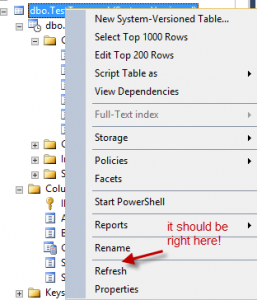 dbo.Test
New System-Versioned Table...
dbo.
Select Top 1000 Rows
Edit Top 200 Rows
Script Table as
View Dependencies
Full-Text index
Storage
Policies
Facets
Start PowerShell
Reports
it should be
right here!
Rename
Refresh
Properties
Colu
Keys